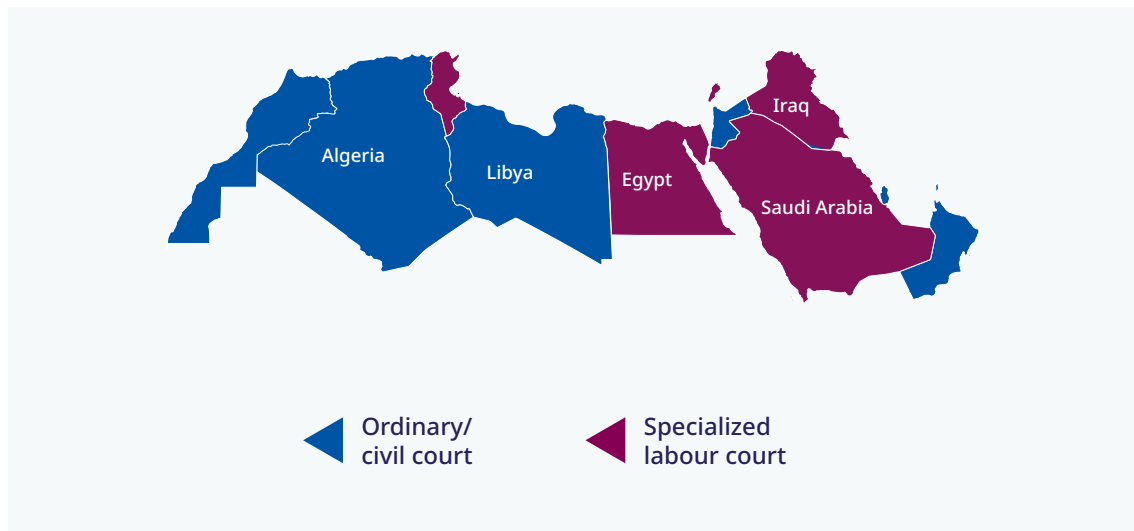 Iraq
Algeria
Libya
Egypt
Saudi Arabia
Ordinary/
civil court
Specialized
labour court